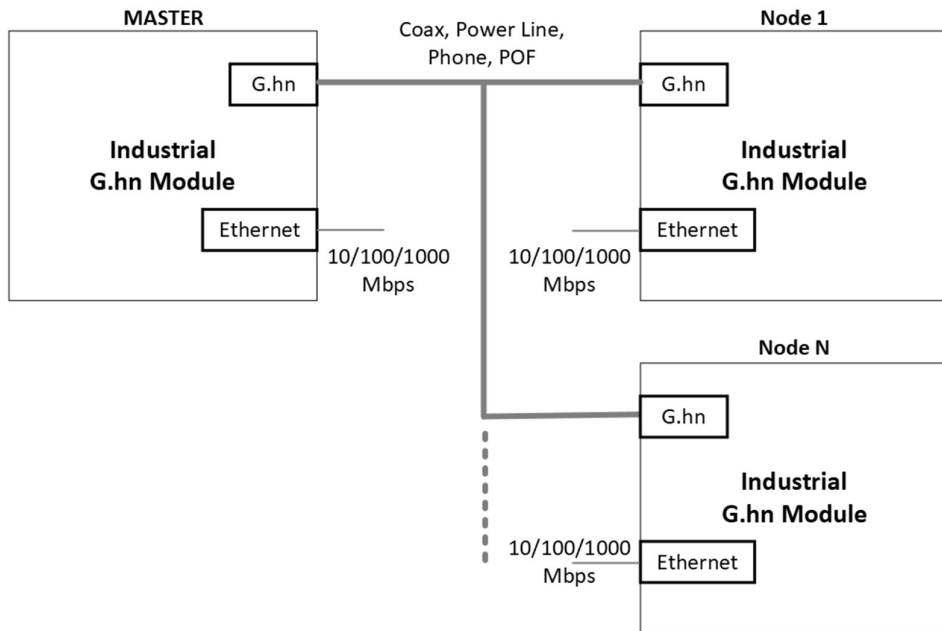 MASTER
G.hn
Industrial
G.hn Module
Ethernet
10/100/1000
Mbps
Coax, Power Line,
Phone, POF
Node 1
G.hn
Industrial
G.hn Module
Ethernet
10/100/1000
Mbps
Node N
G.hn
Industrial
G.hn Module
Ethernet
10/100/1000
Mbps